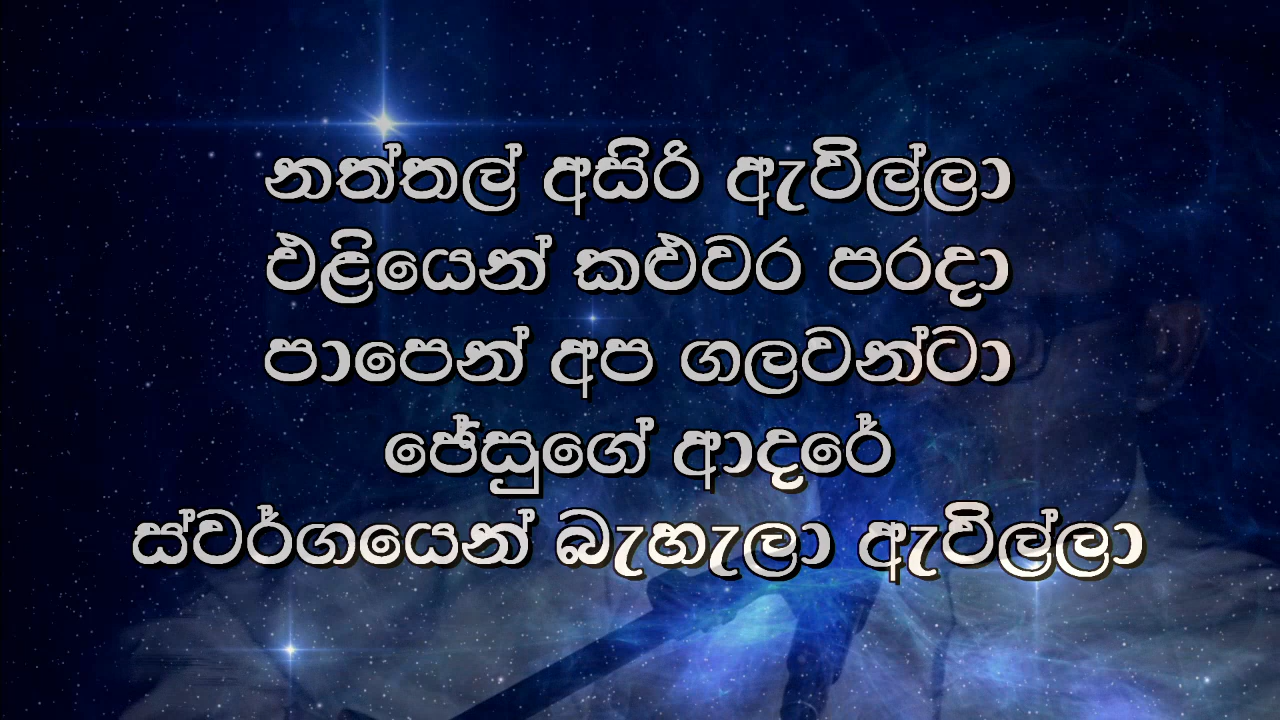 නත්තල් අසිරි ඇවිල්ලා
එළියෙන් කළුවර පරදා
පාපෙන් අප ගලවන්ටා
ජේසුගේ ආදරේ
ස්වර්ගයෙන් බැහැලා ඇවිල්ලා